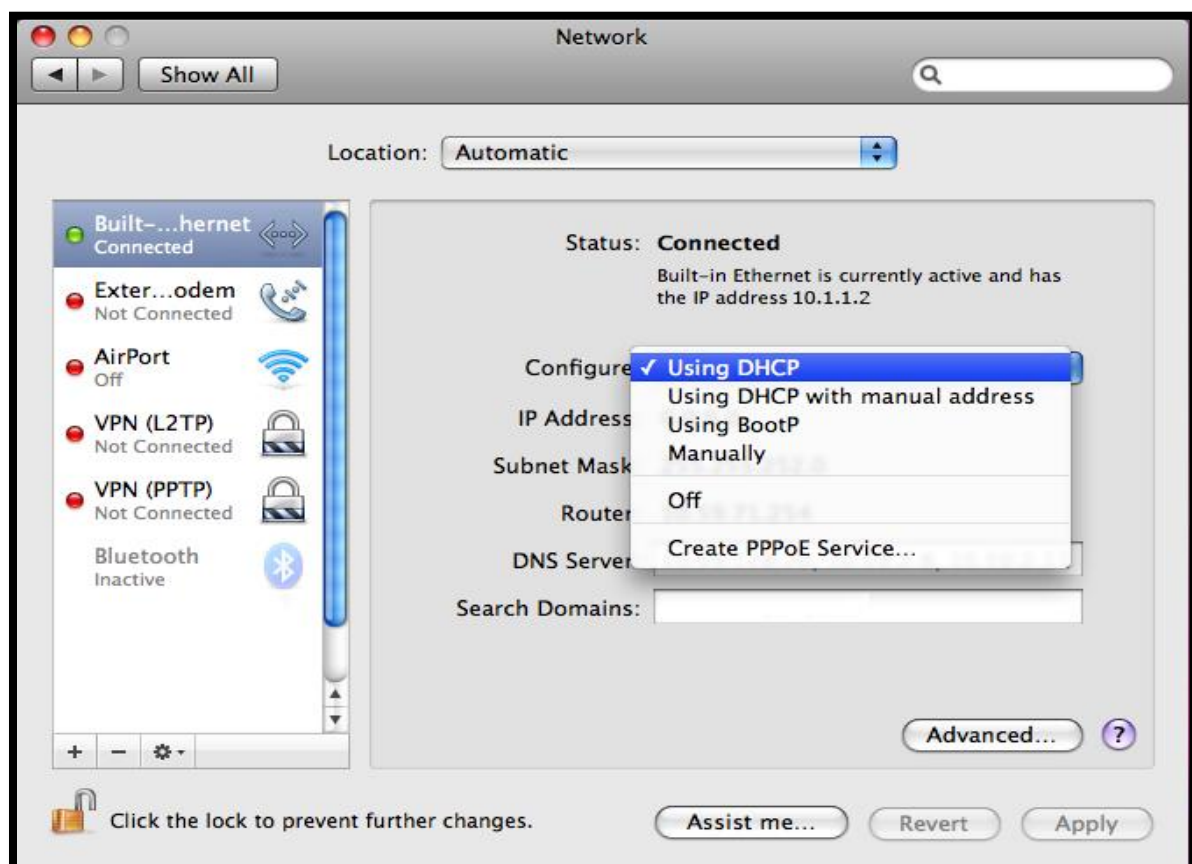 Network
Show All
Location: Automatic
Built-...hernet
Connected
Exter...odem
Not Connected
AirPort
Off
VPN (L2TP)
Not Connected
VPN (PPTP)
Not Connected
Bluetooth
Inactive
Status: Connected
Built-in Ethernet is currently active and has
the IP address 10.1.1.2
Configure ✓ Using DHCP
Using DHCP with manual address
Using BootP
Manually
Off
Create PPPoE Service...
IP Address
Subnet Mask
Router
DNS Server
Search Domains:
Advanced... ?
+ −
Click the lock to prevent further changes.
Assist me... Revert Apply